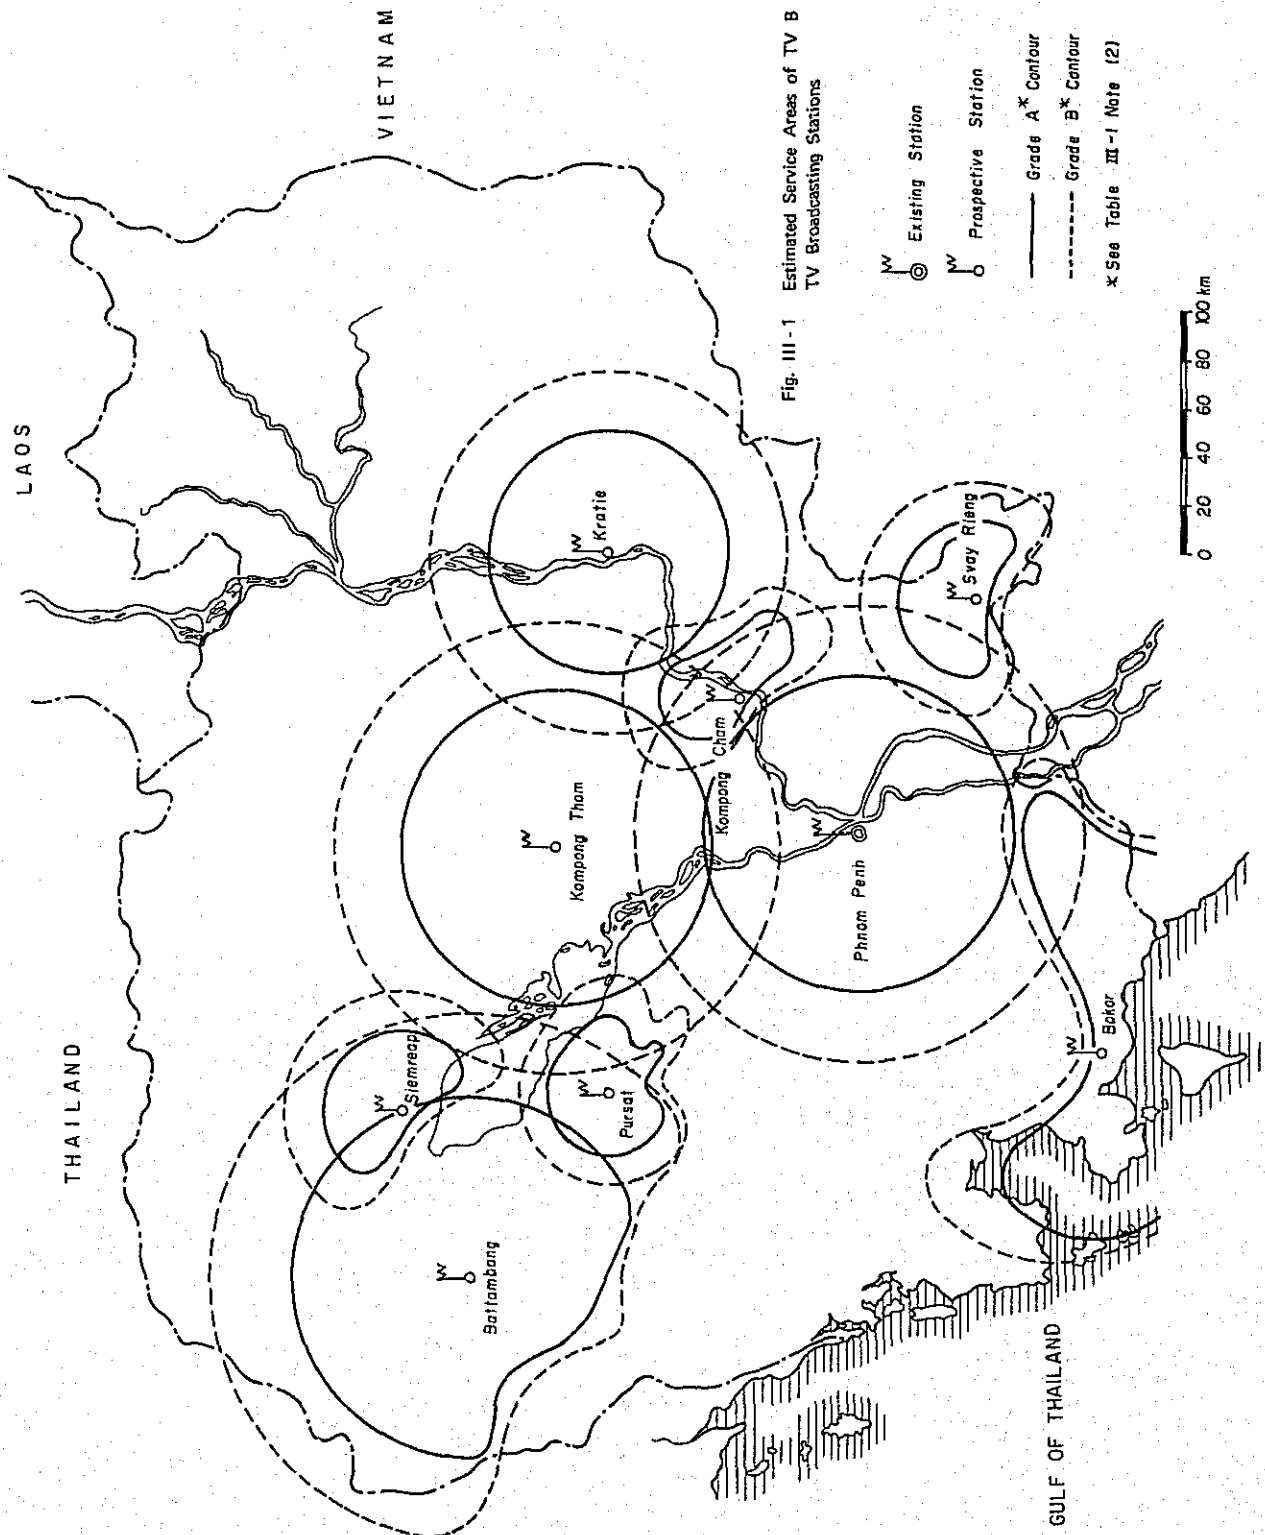 LAOS
VIETNAM
THAILAND
Kratie
Siemreap
Kompong Tham
Kompong Cham
Pursat
Battambang
Svay Rieng
Phnom Penh
Bokor
GULF OF THAILAND
Fig. III-1 Estimated Service Areas of TV B
TV Broadcasting Stations
Existing Station
Prospective Station
Grade A* Contour
Grade B* Contour
* See Table III-1 Note (2)
0 20 40 60 80 100 km